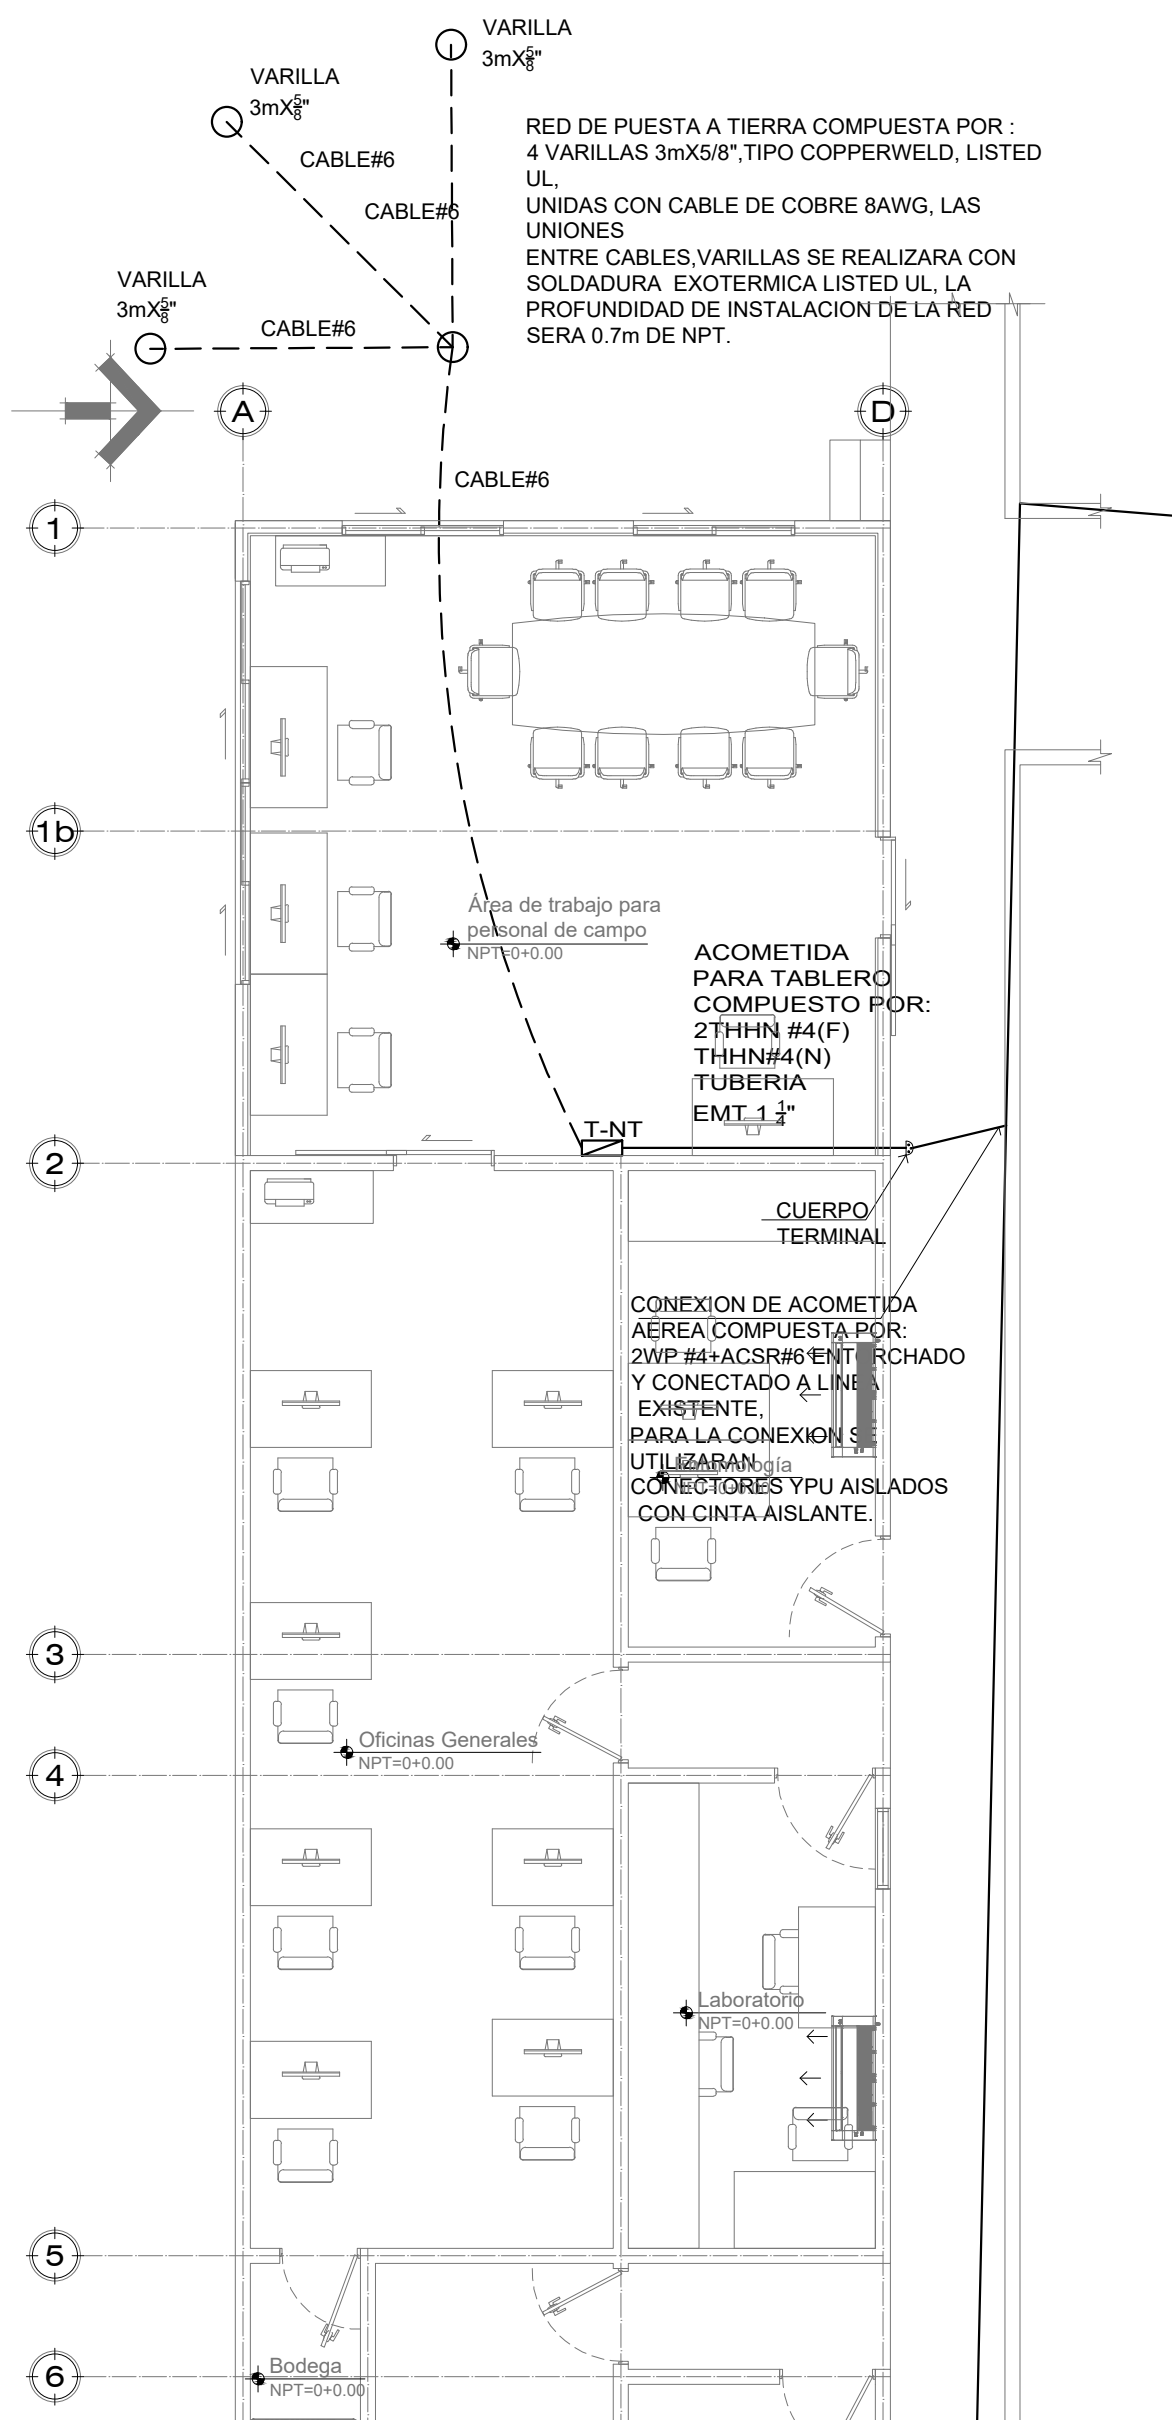 VARILLA
3mX5/8"
VARILLA
3mX5/8"
CABLE#6
CABLE#6
VARILLA
3mX5/8"
CABLE#6
RED DE PUESTA A TIERRA COMPUESTA POR :
4 VARILLAS 3mX5/8",TIPO COPPERWELD, LISTED
UL,
UNIDAS CON CABLE DE COBRE 8AWG, LAS
UNIONES
ENTRE CABLES,VARILLAS SE REALIZARA CON
SOLDADURA EXOTERMICA LISTED UL, LA
PROFUNDIDAD DE INSTALACION DE LA RED
SERA 0.7m DE NPT.
A
D
CABLE#6
1
1b
Área de trabajo para
personal de campo
NPT=0+0.00
ACOMETIDA
PARA TABLERO
COMPUESTO POR:
2THHN #4(F)
THHN#4(N)
TUBERIA
EMT 1 1/4"
T-NT
2
CUERPO
TERMINAL
CONEXION DE ACOMETIDA
AEREA COMPUESTA POR:
2WP #4+ACSR#6 ENTORCHADO
Y CONECTADO A LINEA
EXISTENTE,
PARA LA CONEXION SE
UTILIZARAN
CONECTORES YPU AISLADOS
CON CINTA AISLANTE.
Entomología
NPT=0+0.00
3
Oficinas Generales
NPT=0+0.00
4
Laboratorio
NPT=0+0.00
5
6
Bodega
NPT=0+0.00